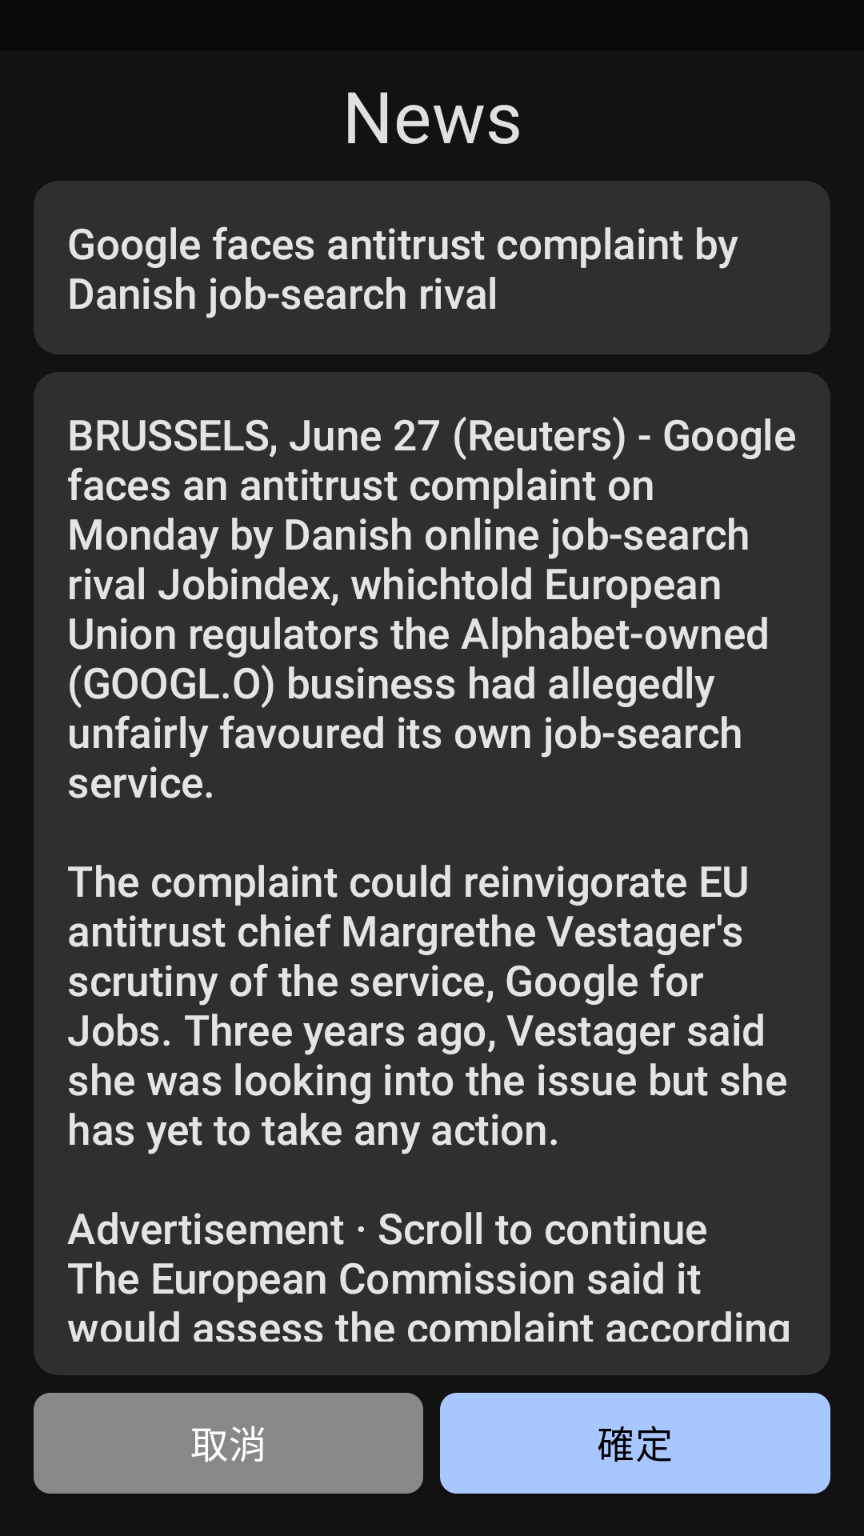 News
Google faces antitrust complaint by
Danish job-search rival
BRUSSELS, June 27 (Reuters) - Google
faces an antitrust complaint on
Monday by Danish online job-search
rival Jobindex, whichtold European
Union regulators the Alphabet-owned
(GOOGL.O) business had allegedly
unfairly favoured its own job-search
service.
The complaint could reinvigorate EU
antitrust chief Margrethe Vestager's
scrutiny of the service, Google for
Jobs. Three years ago, Vestager said
she was looking into the issue but she
has yet to take any action.
Advertisement · Scroll to continue
The European Commission said it
would assess the complaint according
取消
確定